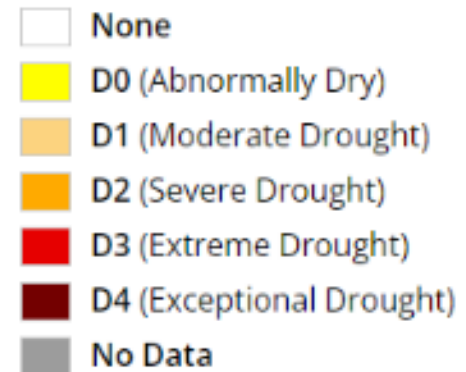 None
D0 (Abnormally Dry)
D1 (Moderate Drought)
D2 (Severe Drought)
D3 (Extreme Drought)
D4 (Exceptional Drought)
No Data